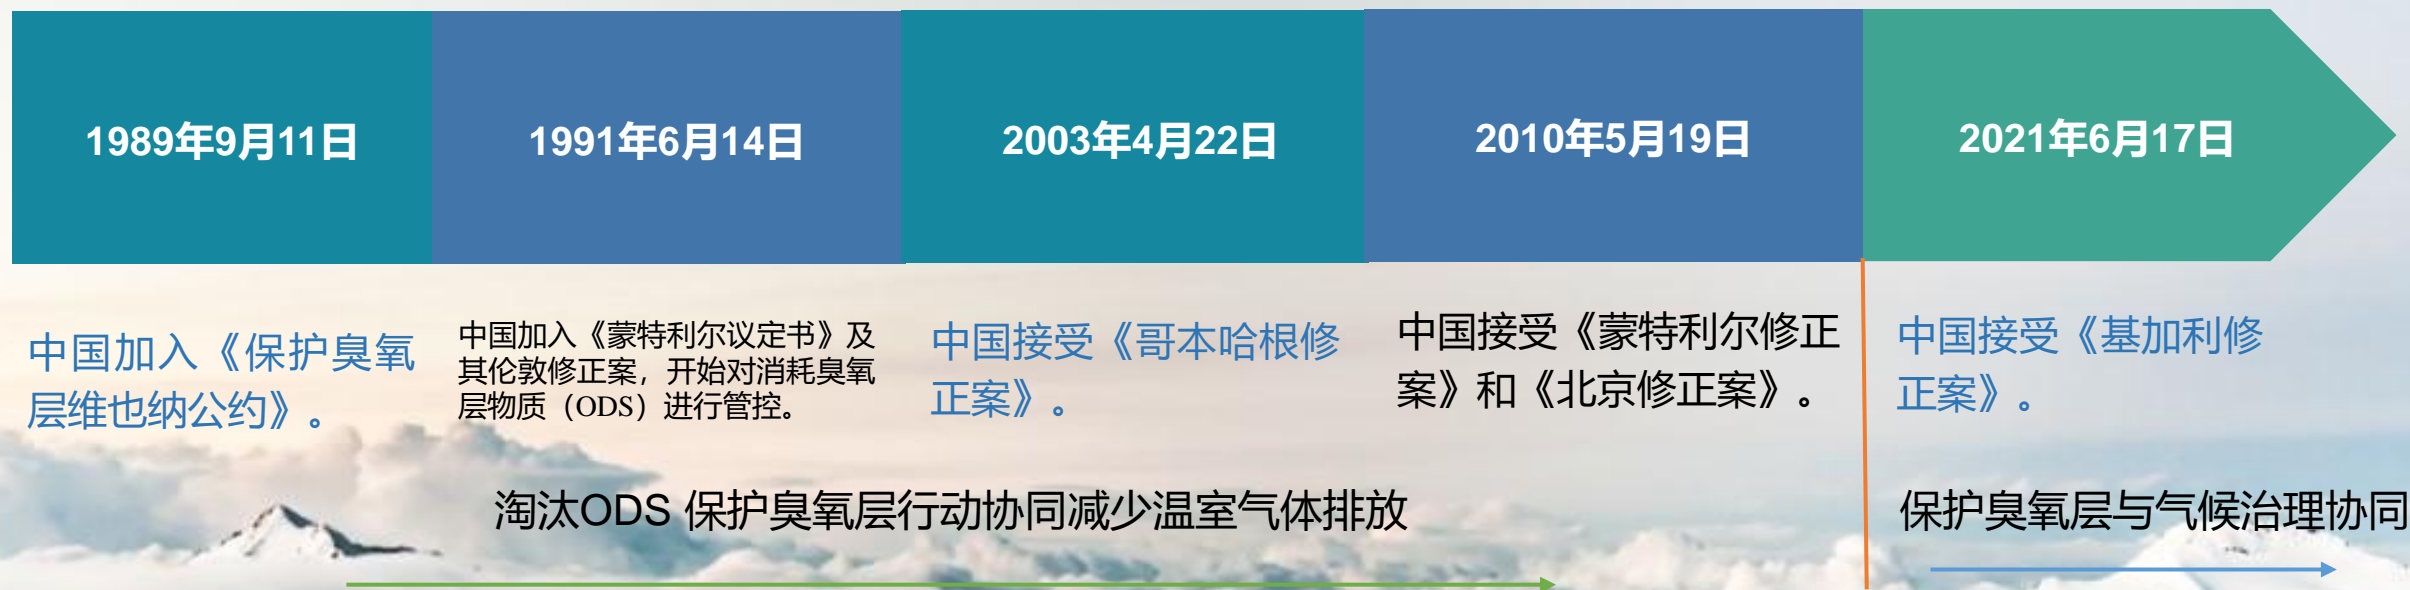 1989年9月11日
1991年6月14日
2003年4月22日
2010年5月19日
2021年6月17日
中国加入《保护臭氧
层维也纳公约》。
中国加入《蒙特利尔议定书》及
其伦敦修正案，开始对消耗臭氧
层物质（ODS）进行管控。
中国接受《哥本哈根修
正案》。
中国接受《蒙特利尔修正
案》和《北京修正案》。
中国接受《基加利修
正案》。
淘汰ODS 保护臭氧层行动协同减少温室气体排放
保护臭氧层与气候治理协同